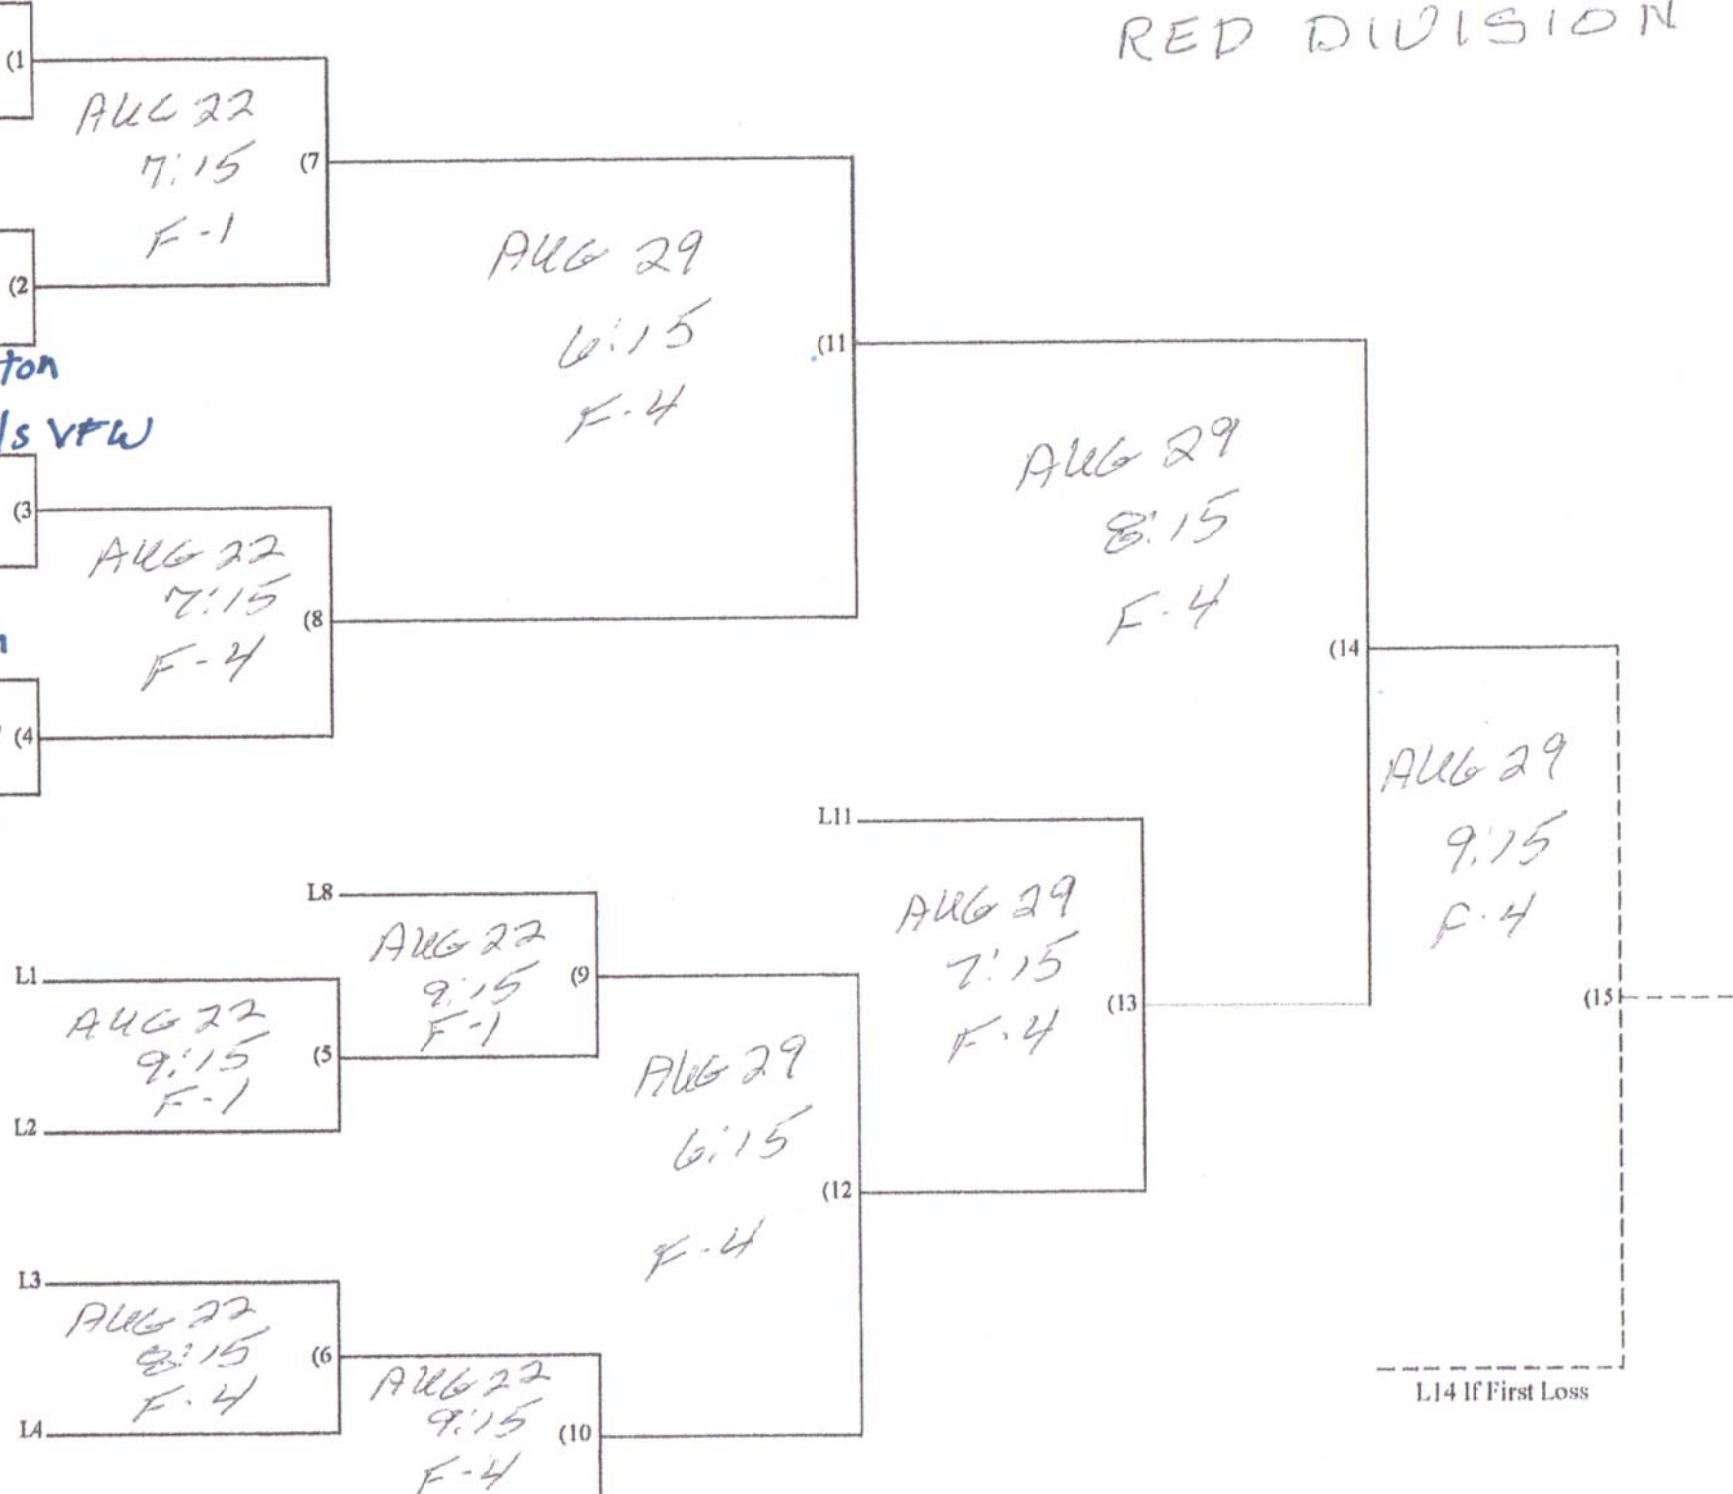 RED DIVISION
(1
AUG 22
7:15
F-1
(7
(2
AUG 29
6:15
F-4
(11
ton
/s VFW
(3
AUG 22
7:15
F-4
(8
(4
AUG 29
8:15
F-4
(14
AUG 29
9:15
F-4
(15
L14 If First Loss
L11
AUG 29
7:15
F-4
(13
L8
AUG 22
9:15
F-1
(9
L1
AUG 22
9:15
F-1
(5
L2
AUG 29
6:15
F-4
(12
L3
AUG 22
8:15
F-4
(6
L4
AUG 22
9:15
F-4
(10